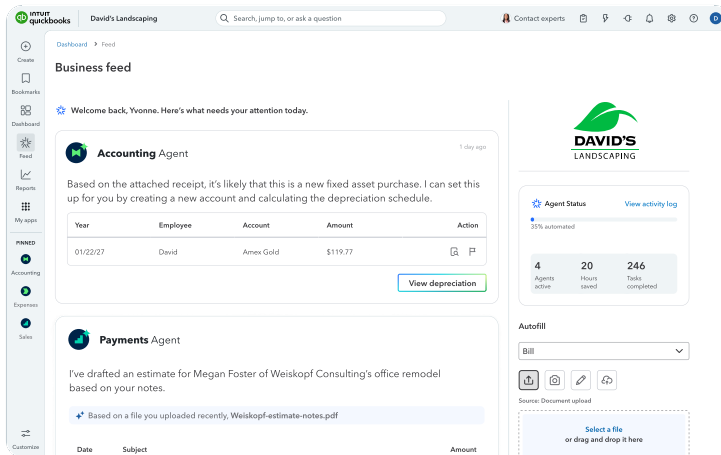 INTUIT
quickbooks
David's Landscaping
Search, jump to, or ask a question
Contact experts
D
Create
Bookmarks
Dashboard
Feed
Reports
My apps
PINNED
Accounting
Expenses
Sales
Customize
Dashboard > Feed
Business feed
Welcome back, Yvonne. Here's what needs your attention today.
Accounting Agent
1 day ago
Based on the attached receipt, it's likely that this is a new fixed asset purchase. I can set this
up for you by creating a new account and calculating the depreciation schedule.
Year Employee Account Amount Action
01/22/27 David Amex Gold $119.77
View depreciation
Payments Agent
I've drafted an estimate for Megan Foster of Weiskopf Consulting's office remodel
based on your notes.
Based on a file you uploaded recently, Weiskopf-estimate-notes.pdf
Date Subject Amount
DAVID'S
LANDSCAPING
Agent Status
View activity log
35% automated
4 20 246
Agents Hours Tasks
active saved completed
Autofill
Bill
Source: Document upload
Select a file
or drag and drop it here